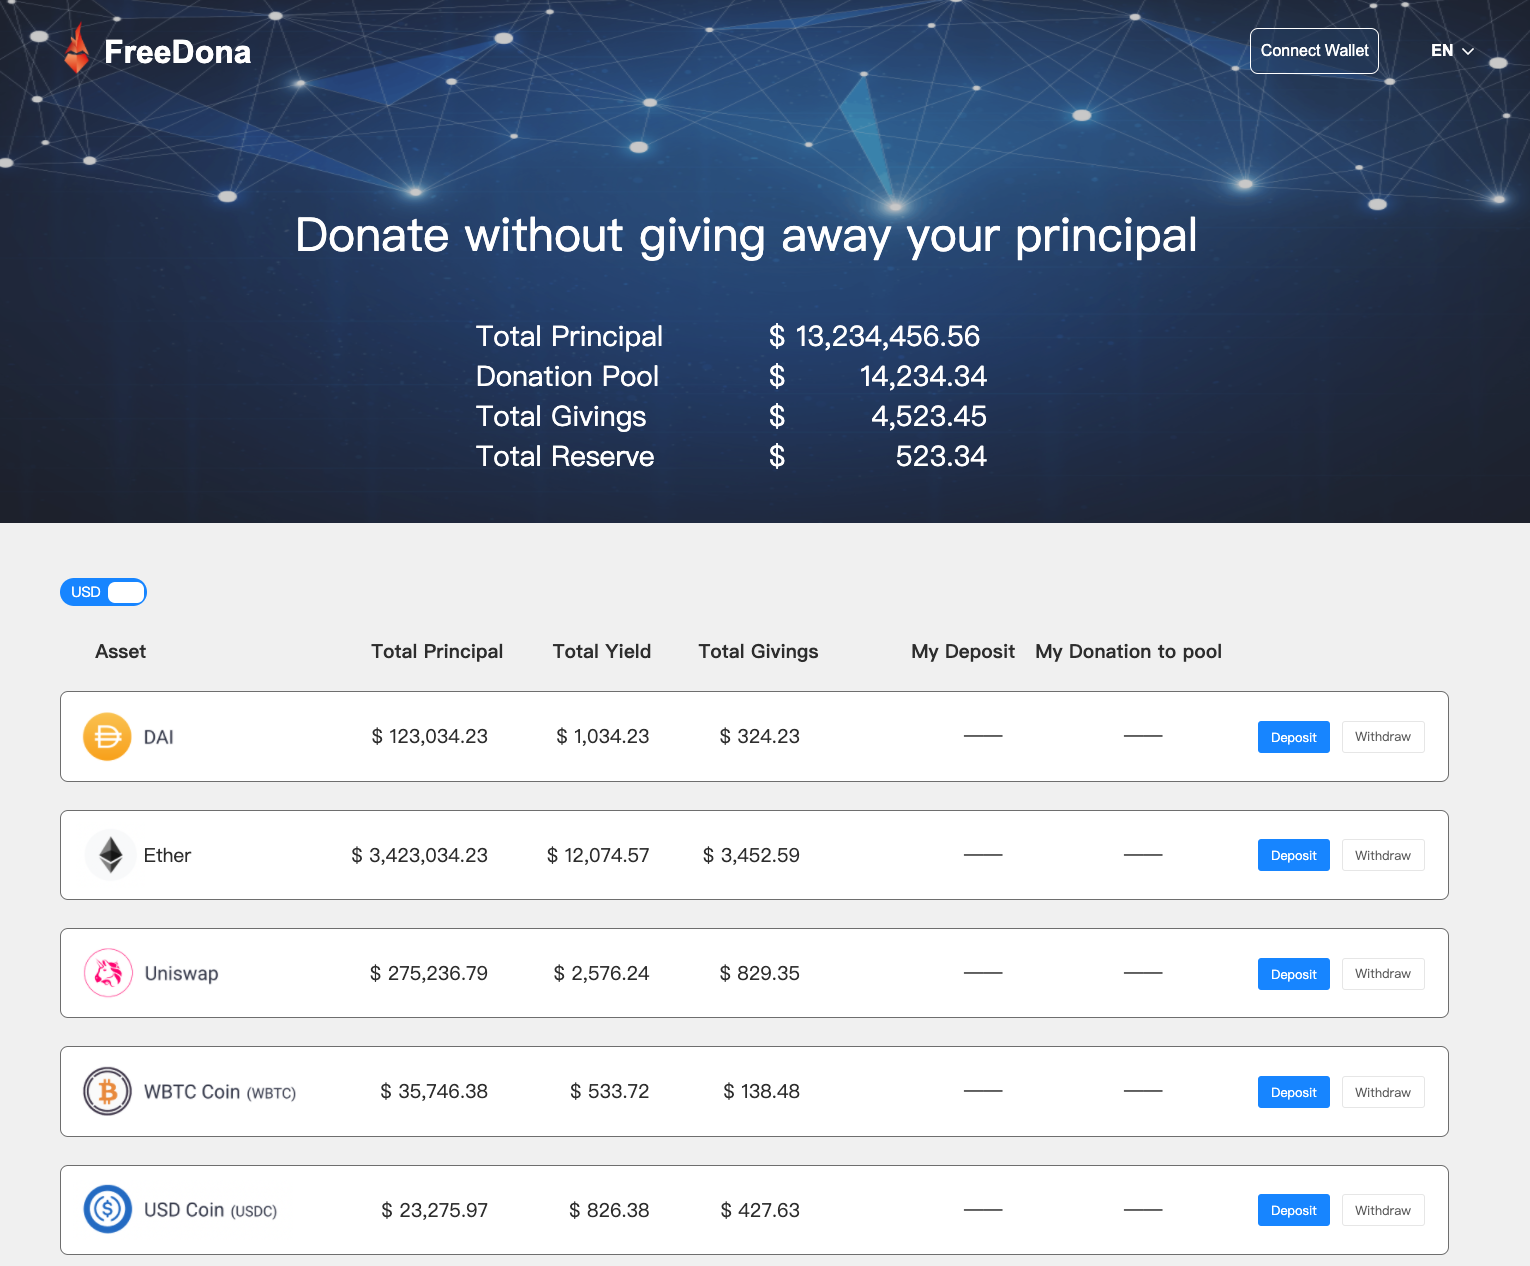 FreeDona
Connect Wallet
EN
Donate without giving away your principal
Total Principal $ 13,234,456.56
Donation Pool $ 14,234.34
Total Givings $ 4,523.45
Total Reserve $ 523.34
USD
Asset Total Principal Total Yield Total Givings My Deposit My Donation to pool
DAI $ 123,034.23 $ 1,034.23 $ 324.23 —— —— Deposit Withdraw
Ether $ 3,423,034.23 $ 12,074.57 $ 3,452.59 —— —— Deposit Withdraw
Uniswap $ 275,236.79 $ 2,576.24 $ 829.35 —— —— Deposit Withdraw
WBTC Coin (WBTC) $ 35,746.38 $ 533.72 $ 138.48 —— —— Deposit Withdraw
USD Coin (USDC) $ 23,275.97 $ 826.38 $ 427.63 —— —— Deposit Withdraw